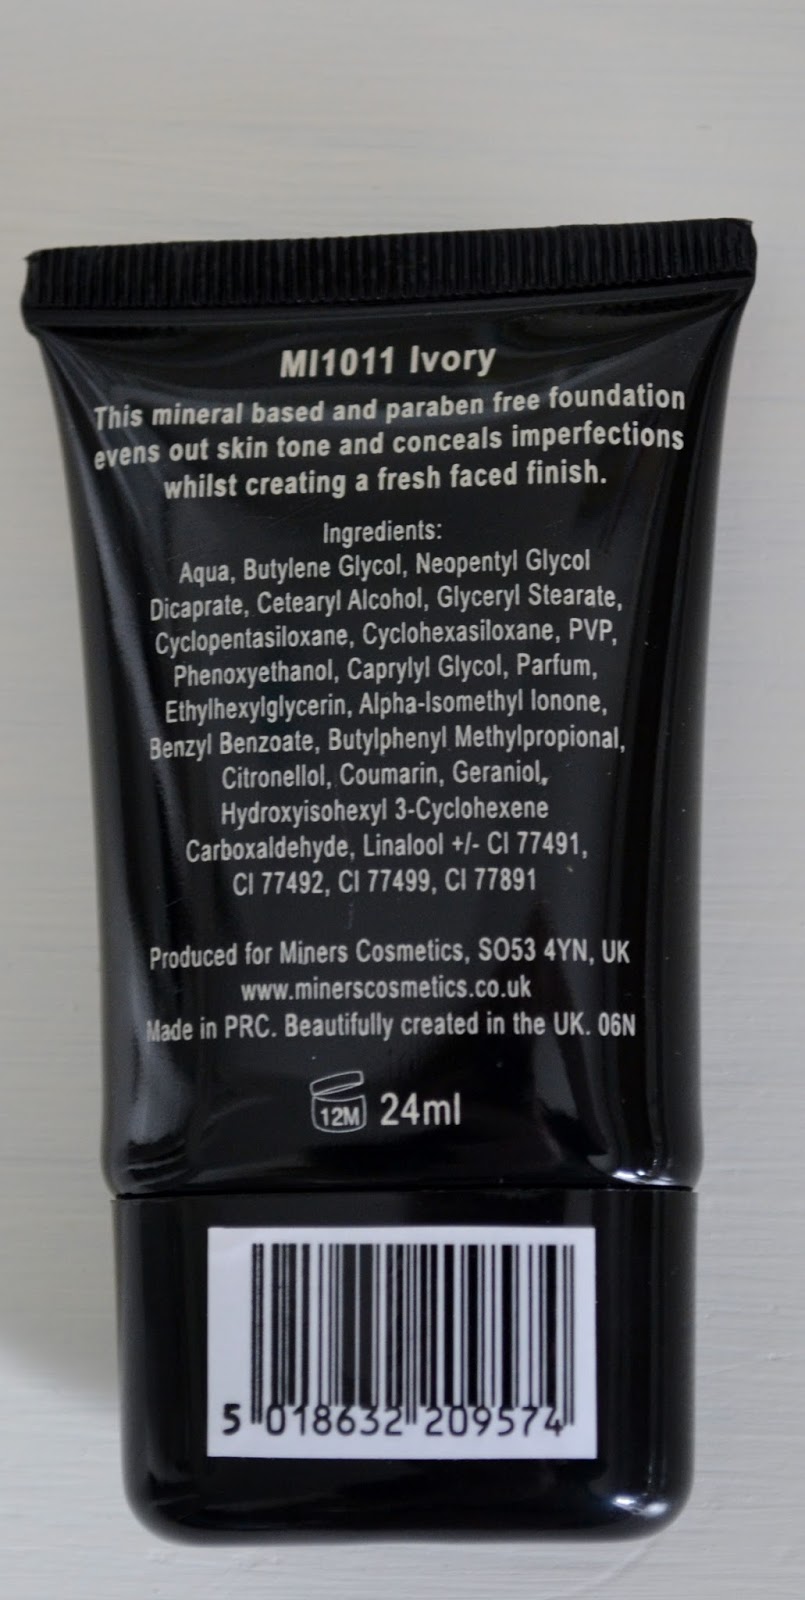 MI1011 Ivory
This mineral based and paraben free foundation
evens out skin tone and conceals imperfections
whilst creating a fresh faced finish.
Ingredients:
Aqua, Butylene Glycol, Neopentyl Glycol
Dicaprate, Cetearyl Alcohol, Glyceryl Stearate,
Cyclopentasiloxane, Cyclohexasiloxane, PVP,
Phenoxyethanol, Caprylyl Glycol, Parfum,
Ethylhexylglycerin, Alpha-Isomethyl Ionone,
Benzyl Benzoate, Butylphenyl Methylpropional,
Citronellol, Coumarin, Geraniol,
Hydroxyisohexyl 3-Cyclohexene
Carboxaldehyde, Linalool +/- CI 77491,
CI 77492, CI 77499, CI 77891
Produced for Miners Cosmetics, SO53 4YN, UK
www.minerscosmetics.co.uk
Made in PRC. Beautifully created in the UK. 06N
12M 24ml
5 018632 209574